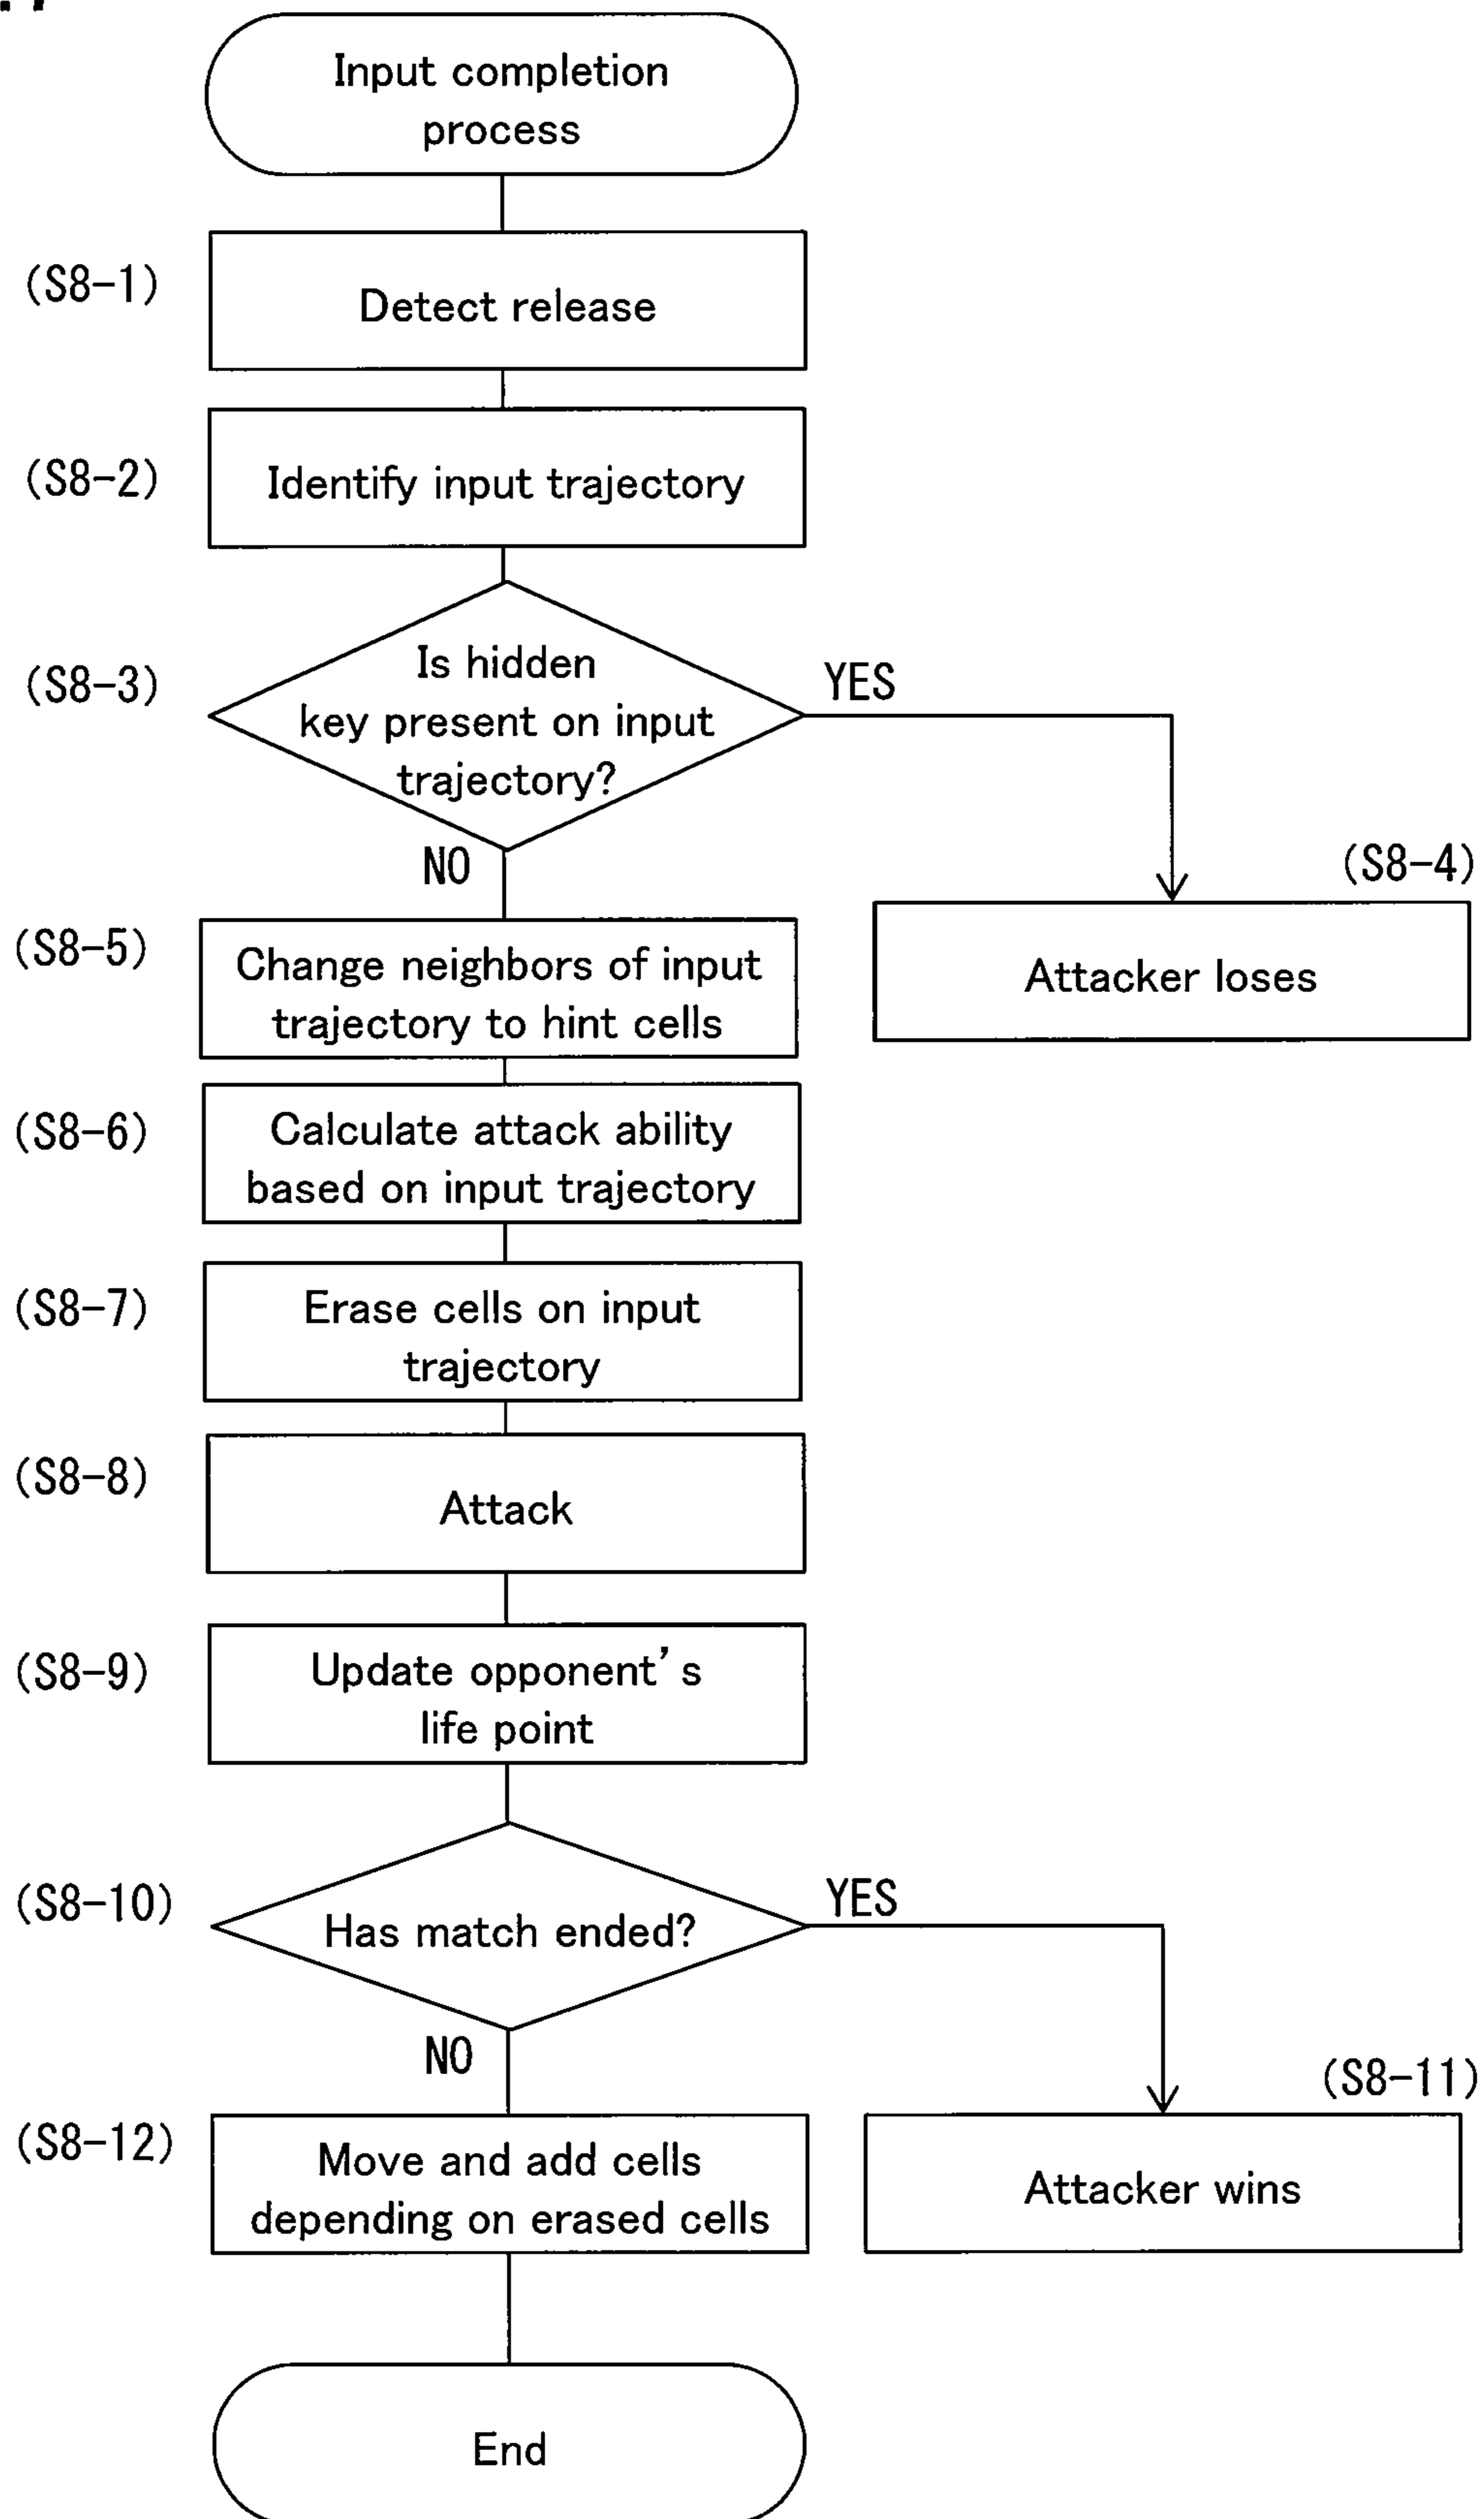 Input completion
process
(S8-1)
Detect release
(S8-2)
Identify input trajectory
(S8-3)
Is hidden
key present on input
trajectory?
YES
NO
(S8-4)
Attacker loses
(S8-5)
Change neighbors of input
trajectory to hint cells
(S8-6)
Calculate attack ability
based on input trajectory
(S8-7)
Erase cells on input
trajectory
(S8-8)
Attack
(S8-9)
Update opponent's
life point
(S8-10)
Has match ended?
YES
NO
(S8-11)
Attacker wins
(S8-12)
Move and add cells
depending on erased cells
End